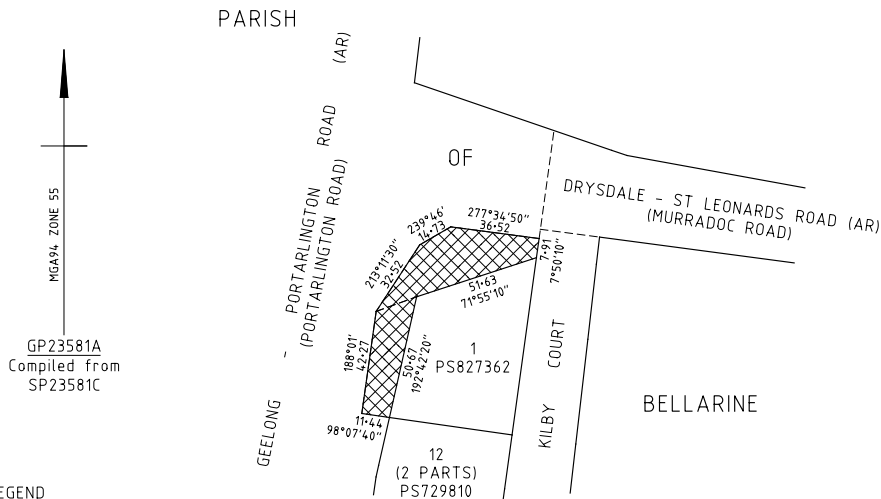 PARISH
OF
BELLARINE
MGA94 ZONE 55
GP23581A
Compiled from
SP23581C
GEELONG - PORTARLINGTON ROAD (AR)
(PORTARLINGTON ROAD)
DRYSDALE - ST LEONARDS ROAD (AR)
(MURRADOC ROAD)
239°46'
14·73
277°34'50"
36·52
213°11'30"
32·52
7·91
7°50'10"
51·63
71°55'10"
188°01'
42·27
50·67
192°42'20"
1
PS827362
KILBY COURT
11·44
98°07'40"
12
(2 PARTS)
PS729810
EGEND